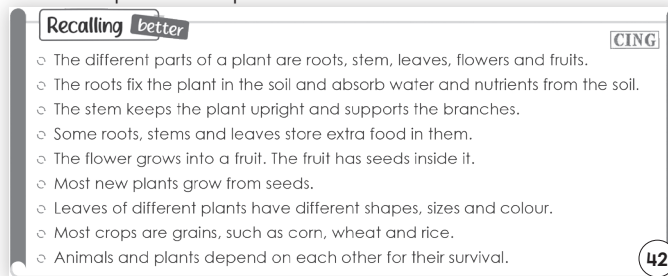 Recalling better
CING
The different parts of a plant are roots, stem, leaves, flowers and fruits.
The roots fix the plant in the soil and absorb water and nutrients from the soil.
The stem keeps the plant upright and supports the branches.
Some roots, stems and leaves store extra food in them.
The flower grows into a fruit. The fruit has seeds inside it.
Most new plants grow from seeds.
Leaves of different plants have different shapes, sizes and colour.
Most crops are grains, such as corn, wheat and rice.
Animals and plants depend on each other for their survival.
42